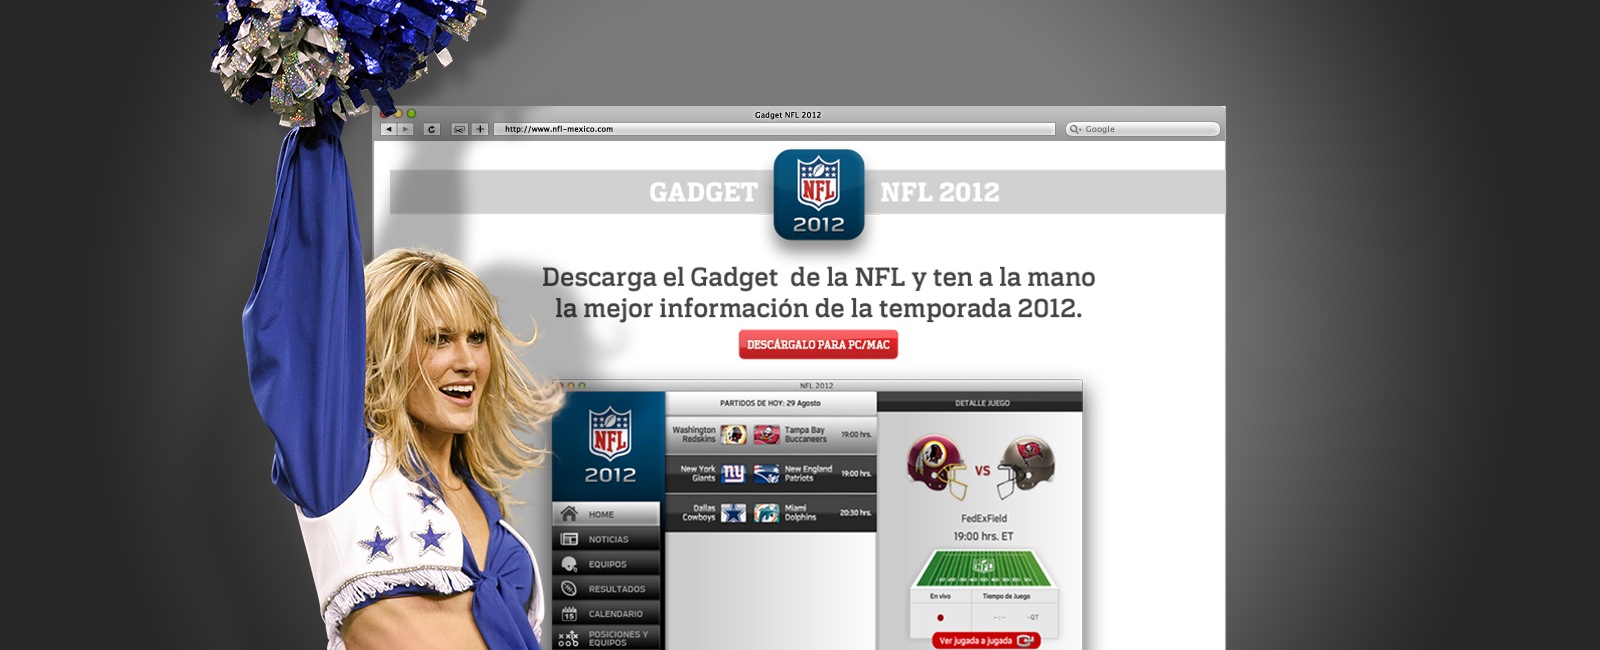 Gadget NFL 2012
http://www.nfl-mexico.com
Google
GADGET
NFL
2012
NFL 2012
Descarga el Gadget de la NFL y ten a la mano
la mejor información de la temporada 2012.
DESCÁRGALO PARA PC/MAC
NFL 2012
NFL
2012
HOME
NOTICIAS
EQUIPOS
RESULTADOS
15
CALENDARIO
POSICIONES Y
EQUIPOS
PARTIDOS DE HOY: 29 Agosto
Washington
Redskins
Tampa Bay
Buccaneers
19:00 hrs.
New York
Giants
ny
New England
Patriots
19:00 hrs.
Dallas
Cowboys
Miami
Dolphins
20:30 hrs.
DETALLE JUEGO
VS
FedExField
19:00 hrs. ET
NFL
En vivo
Tiempo de Juego
-:-
-QT
Ver jugada a jugada